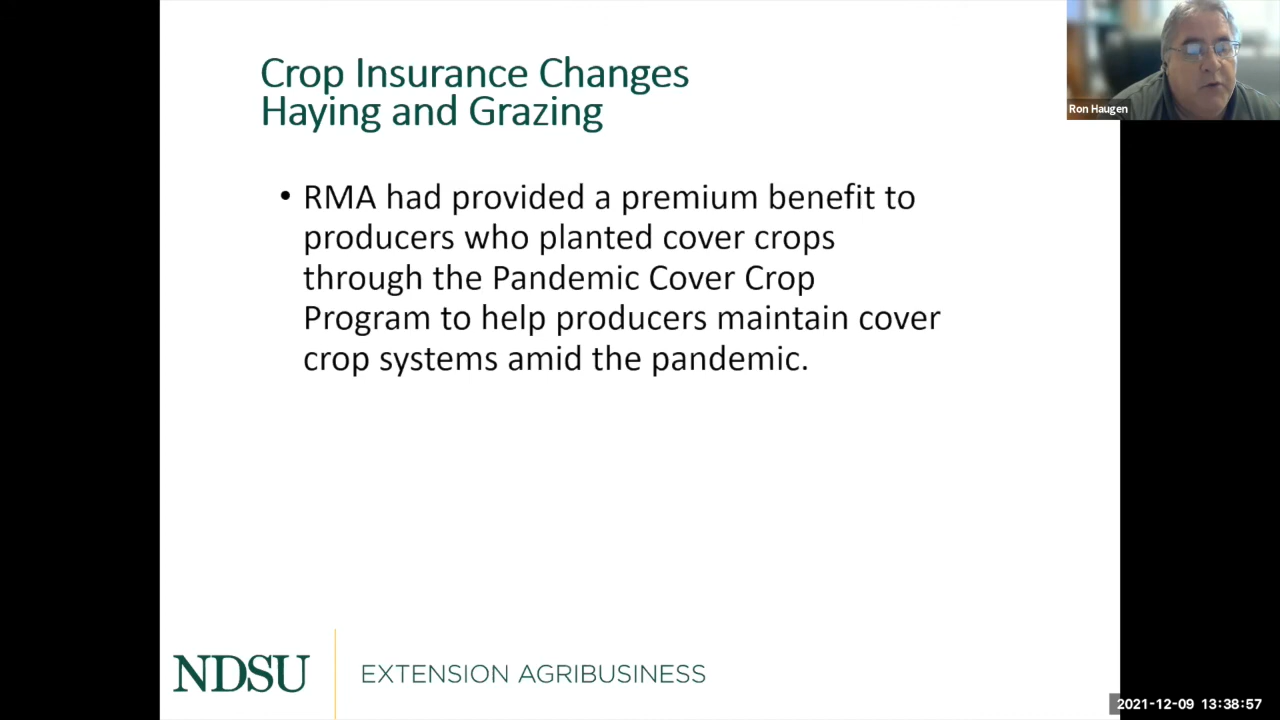 Crop Insurance Changes
Haying and Grazing
Ron Haugen
• RMA had provided a premium benefit to
producers who planted cover crops
through the Pandemic Cover Crop
Program to help producers maintain cover
crop systems amid the pandemic.
NDSU EXTENSION AGRIBUSINESS
2021-12-09 13:38:57